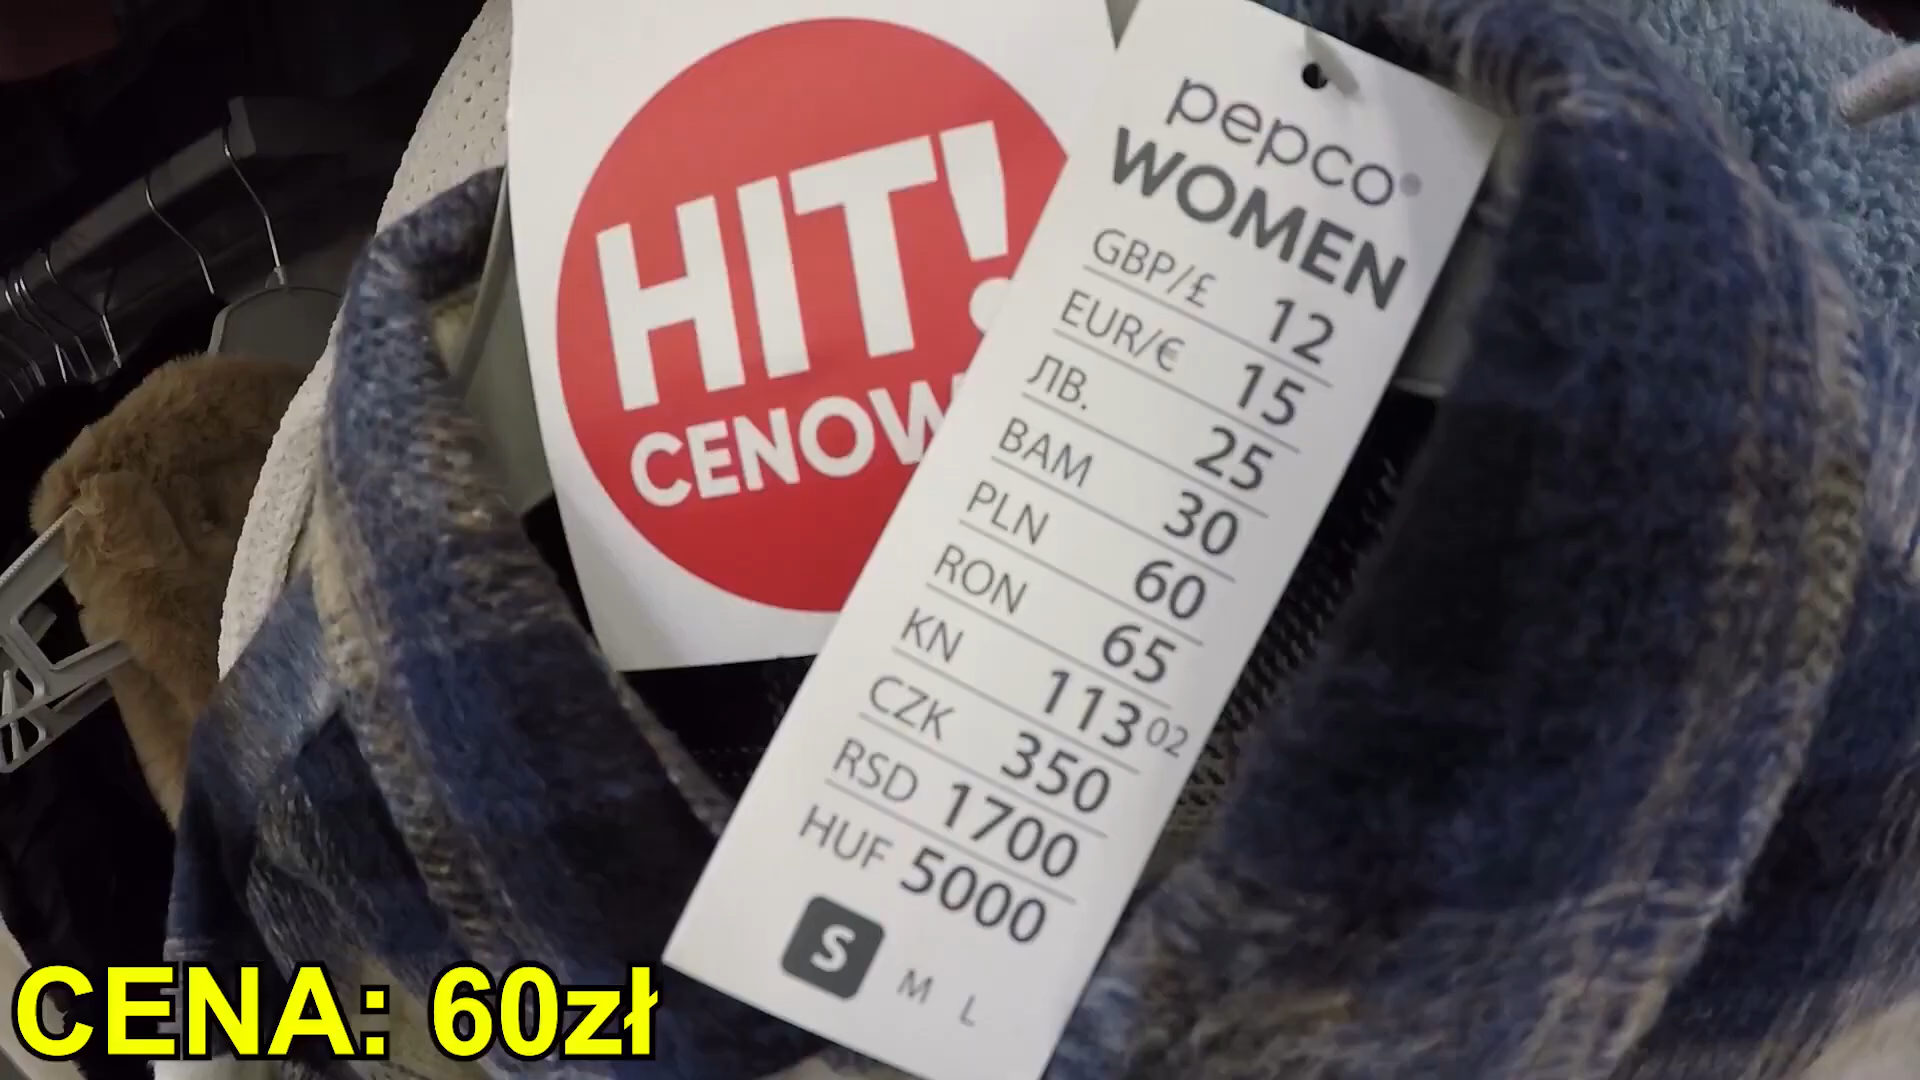 HIT!
CENOW
pepco®
WOMEN
GBP/£ 12
EUR/€ 15
ЛВ. 25
BAM 30
PLN 60
RON 65
KN 113 02
CZK 350
RSD 1700
HUF 5000
S M L
CENA: 60zł